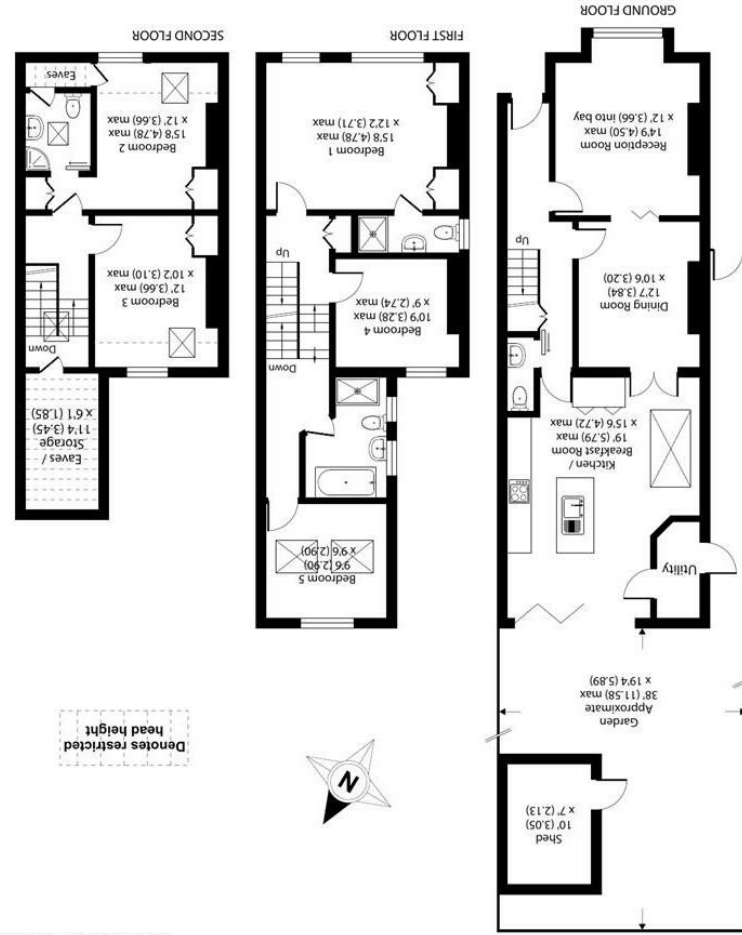 Shed
10' (3.05)
x 7' (2.13)
Garden
Approximate
38' (11.58) max
x 19'4 (5.89)
Utility
Kitchen /
Breakfast Room
19' (5.79) max
x 15'6 (4.72) max
Dining Room
12'7 (3.84)
x 10'6 (3.20)
Up
Reception Room
14'9 (4.50) max
x 12' (3.66) into bay
GROUND FLOOR
N
Bedroom 5
9'6 (2.90)
x 9'6 (2.90)
Down
Bedroom 4
10'9 (3.28) max
x 9' (2.74) max
Up
Bedroom 1
15'8 (4.78) max
x 12'2 (3.71) max
FIRST FLOOR
Denotes restricted
head height
Eaves /
Storage
11'4 (3.45)
x 6'1 (1.85)
Down
Bedroom 3
12' (3.66) max
x 10'2 (3.10) max
Bedroom 2
15'8 (4.78) max
x 12' (3.66) max
Eaves
SECOND FLOOR